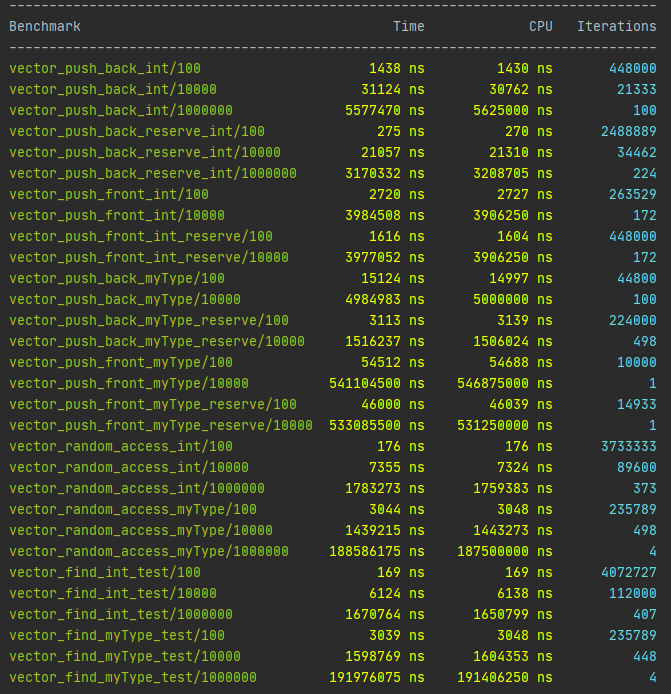 ---------------------------------------------------------------------------------
Benchmark Time CPU Iterations
---------------------------------------------------------------------------------
vector_push_back_int/100 1438 ns 1430 ns 448000
vector_push_back_int/10000 31124 ns 30762 ns 21333
vector_push_back_int/1000000 5577470 ns 5625000 ns 100
vector_push_back_reserve_int/100 275 ns 270 ns 2488889
vector_push_back_reserve_int/10000 21057 ns 21310 ns 34462
vector_push_back_reserve_int/1000000 3170332 ns 3208705 ns 224
vector_push_front_int/100 2720 ns 2727 ns 263529
vector_push_front_int/10000 3984508 ns 3906250 ns 172
vector_push_front_int_reserve/100 1616 ns 1604 ns 448000
vector_push_front_int_reserve/10000 3977052 ns 3906250 ns 172
vector_push_back_myType/100 15124 ns 14997 ns 44800
vector_push_back_myType/10000 4984983 ns 5000000 ns 100
vector_push_back_myType_reserve/100 3113 ns 3139 ns 224000
vector_push_back_myType_reserve/10000 1516237 ns 1506024 ns 498
vector_push_front_myType/100 54512 ns 54688 ns 10000
vector_push_front_myType/10000 541104500 ns 546875000 ns 1
vector_push_front_myType_reserve/100 46000 ns 46039 ns 14933
vector_push_front_myType_reserve/10000 533085500 ns 531250000 ns 1
vector_random_access_int/100 176 ns 176 ns 3733333
vector_random_access_int/10000 7355 ns 7324 ns 89600
vector_random_access_int/1000000 1783273 ns 1759383 ns 373
vector_random_access_myType/100 3044 ns 3048 ns 235789
vector_random_access_myType/10000 1439215 ns 1443273 ns 498
vector_random_access_myType/1000000 188586175 ns 187500000 ns 4
vector_find_int_test/100 169 ns 169 ns 4072727
vector_find_int_test/10000 6124 ns 6138 ns 112000
vector_find_int_test/1000000 1670764 ns 1650799 ns 407
vector_find_myType_test/100 3039 ns 3048 ns 235789
vector_find_myType_test/10000 1598769 ns 1604353 ns 448
vector_find_myType_test/1000000 191976075 ns 191406250 ns 4